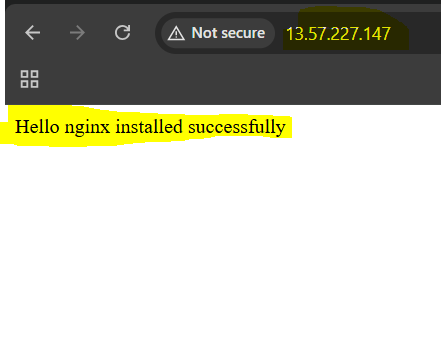 Not secure 13.57.227.147
Hello nginx installed successfully